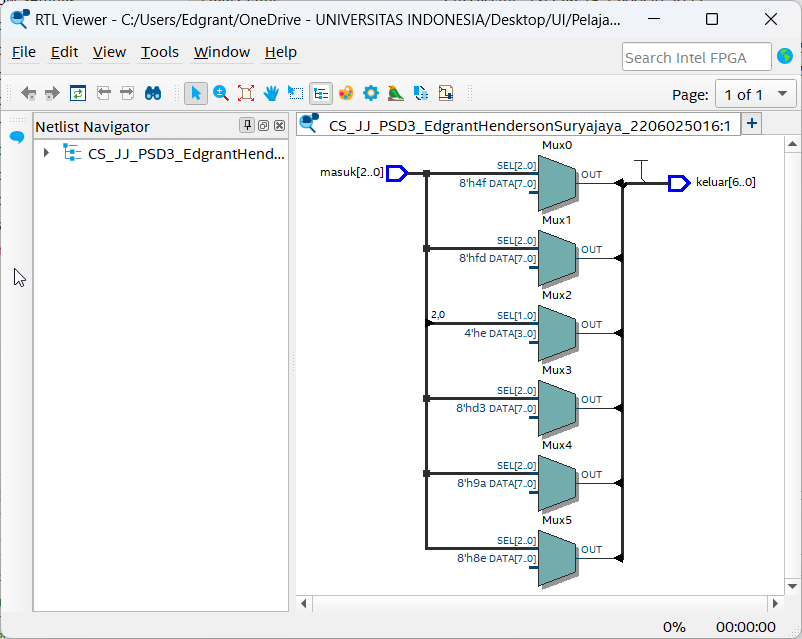 RTL Viewer - C:/Users/Edgrant/OneDrive - UNIVERSITAS INDONESIA/Desktop/UI/Pelaja...
File Edit View Tools Window Help
Search Intel FPGA
Page: 1 of 1
Netlist Navigator
CS_JJ_PSD3_EdgrantHend...
CS_JJ_PSD3_EdgrantHendersonSuryajaya_2206025016:1
Mux0
masuk[2..0]
SEL[2..0]
8'h4f DATA[7..0]
OUT
keluar[6..0]
Mux1
SEL[2..0]
8'hfd DATA[7..0]
OUT
Mux2
2,0
SEL[1..0]
4'he DATA[3..0]
OUT
Mux3
SEL[2..0]
8'hd3 DATA[7..0]
OUT
Mux4
SEL[2..0]
8'h9a DATA[7..0]
OUT
Mux5
SEL[2..0]
8'h8e DATA[7..0]
OUT
0% 00:00:00